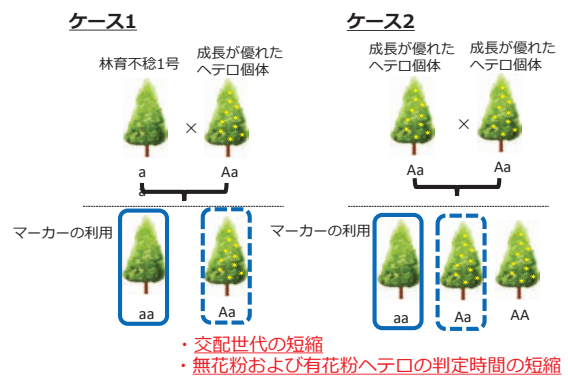 ケース1
林育不稔1号
成長が優れた
ヘテロ個体
×
a
a
Aa
マーカーの利用
aa
Aa
ケース2
成長が優れた
ヘテロ個体
成長が優れた
ヘテロ個体
×
Aa
Aa
マーカーの利用
aa
Aa
AA
・交配世代の短縮
・無花粉および有花粉ヘテロの判定時間の短縮